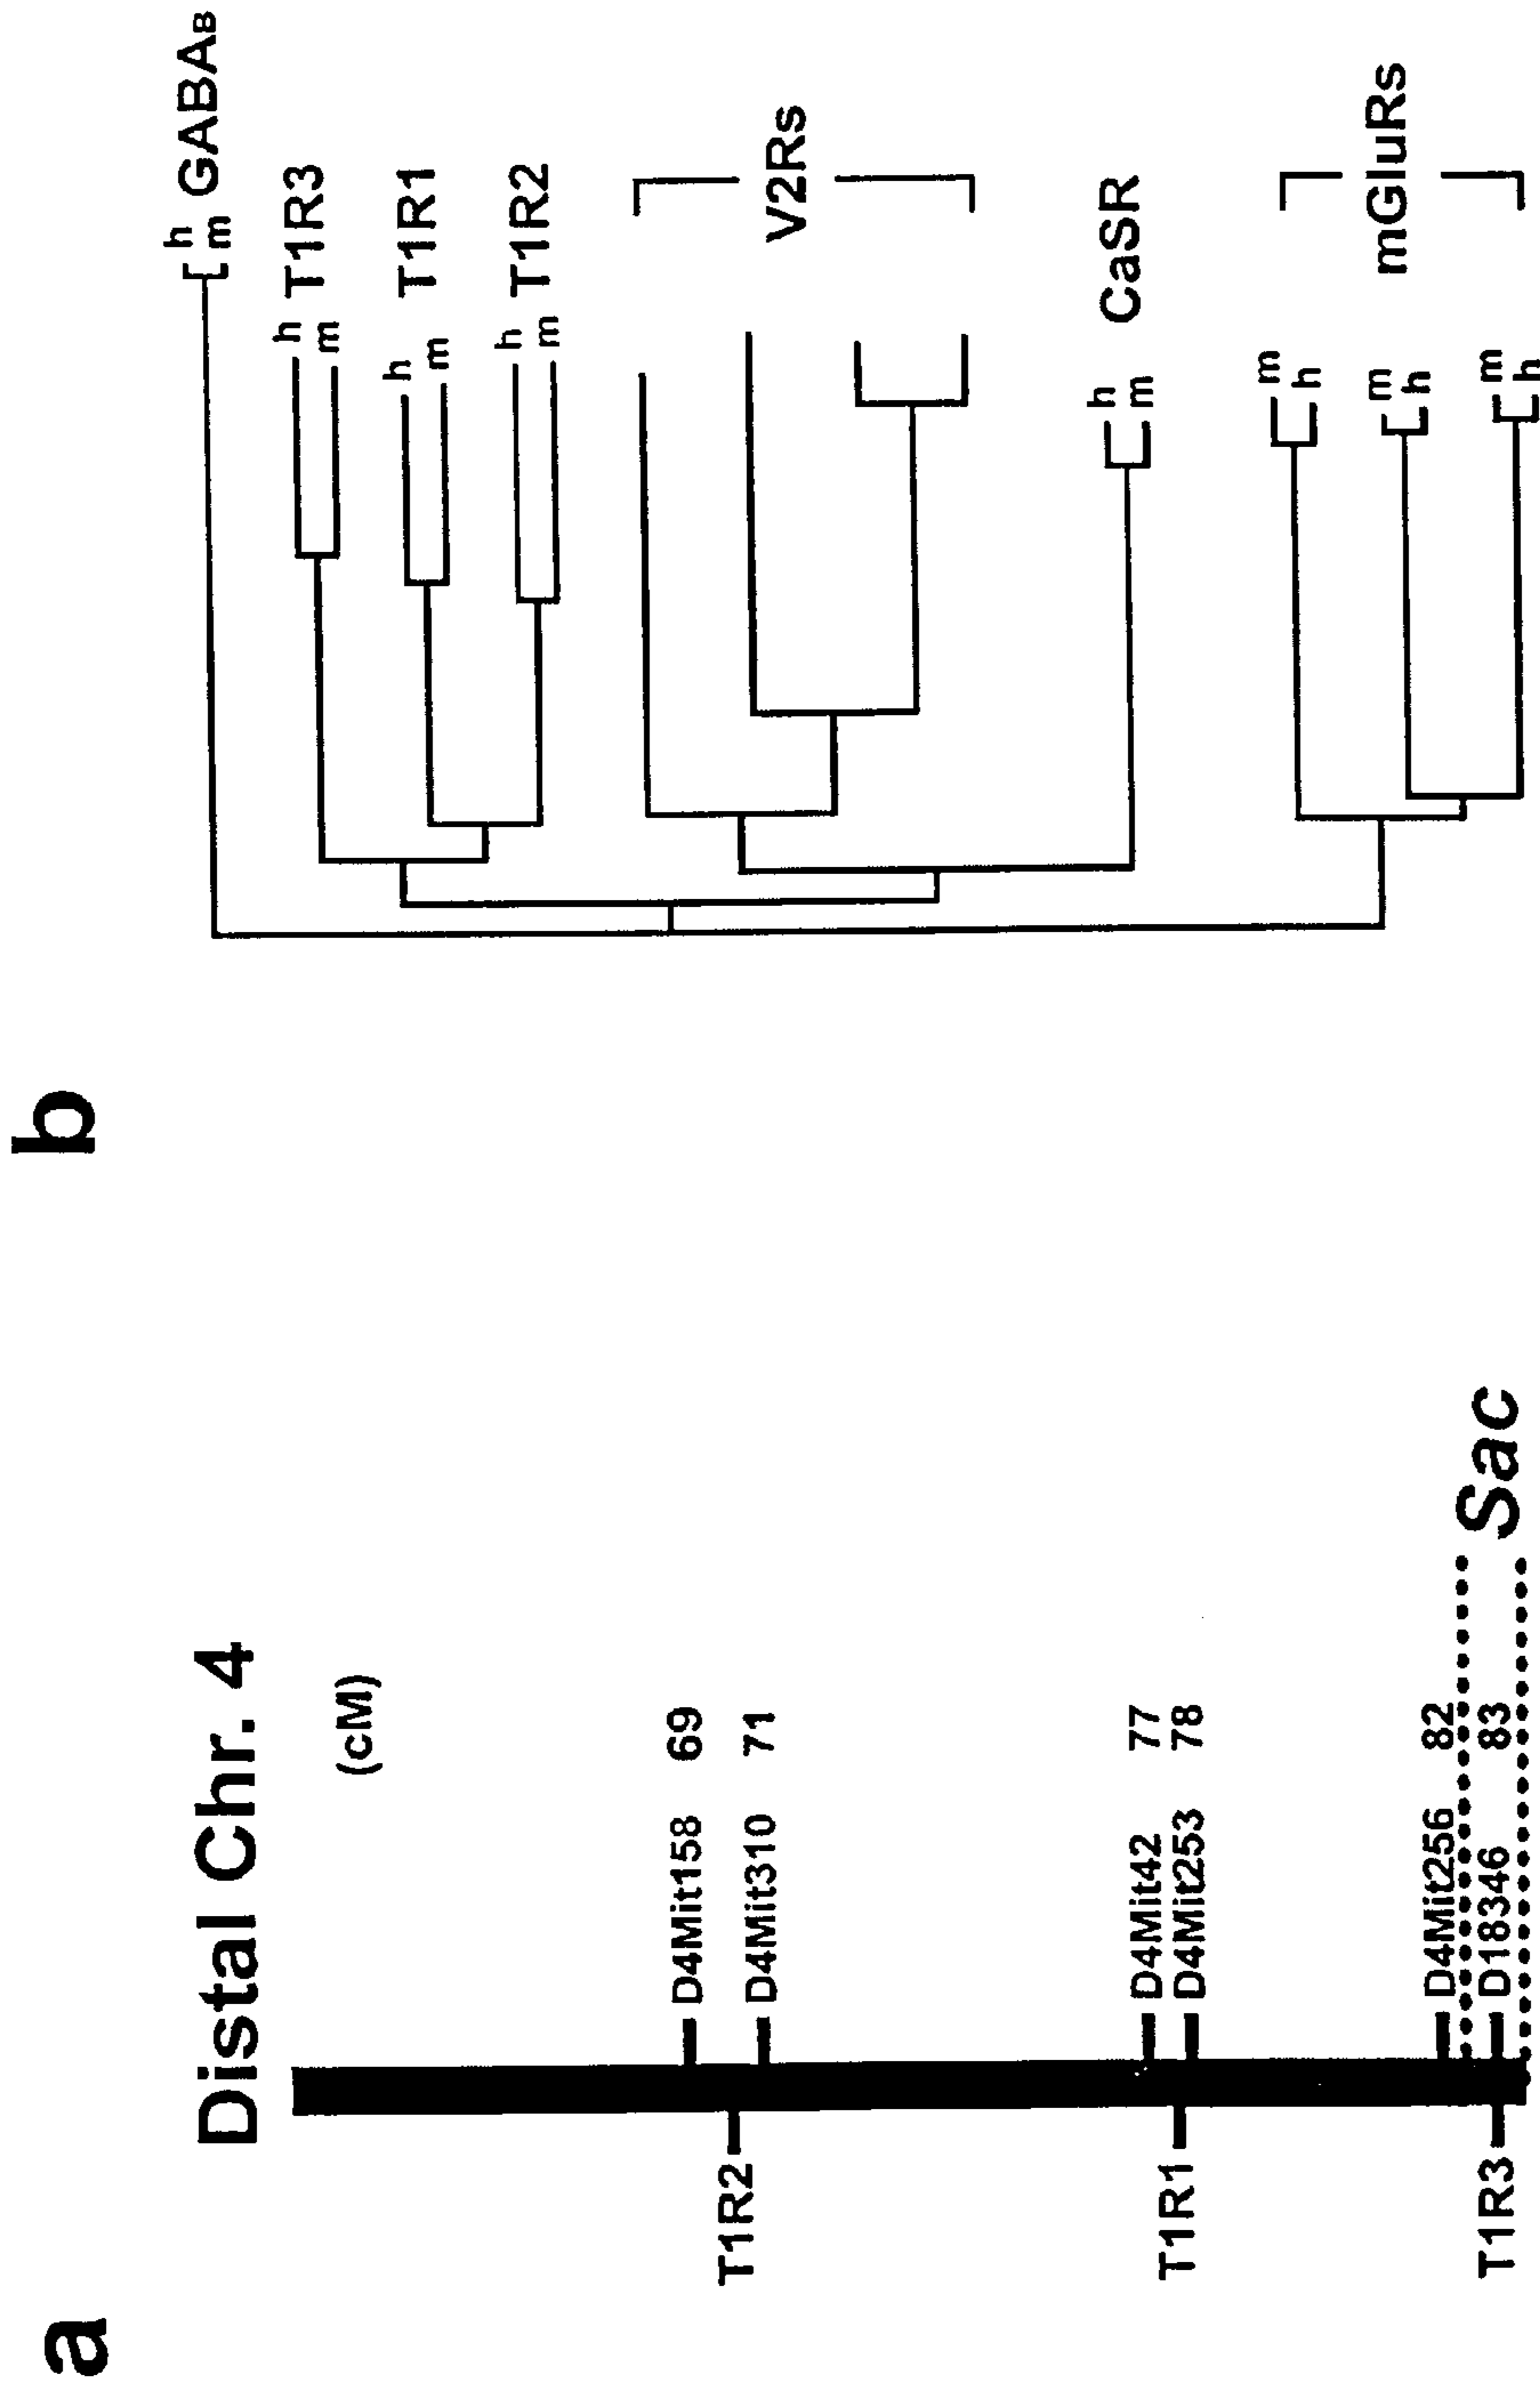 a
Distal Chr. 4
(cM)
D4Mit158 69
T1R2
D4Mit310 71
D4Mit42 77
T1R1
D4Mit253 78
D4Mit256 82
Sac
T1R3
D18346 83
b
h
m
GABAB
h
m
T1R3
h
m
T1R1
h
m
T1R2
V2Rs
h
m
CaSR
m
h
m
h
mGluRs
m
h